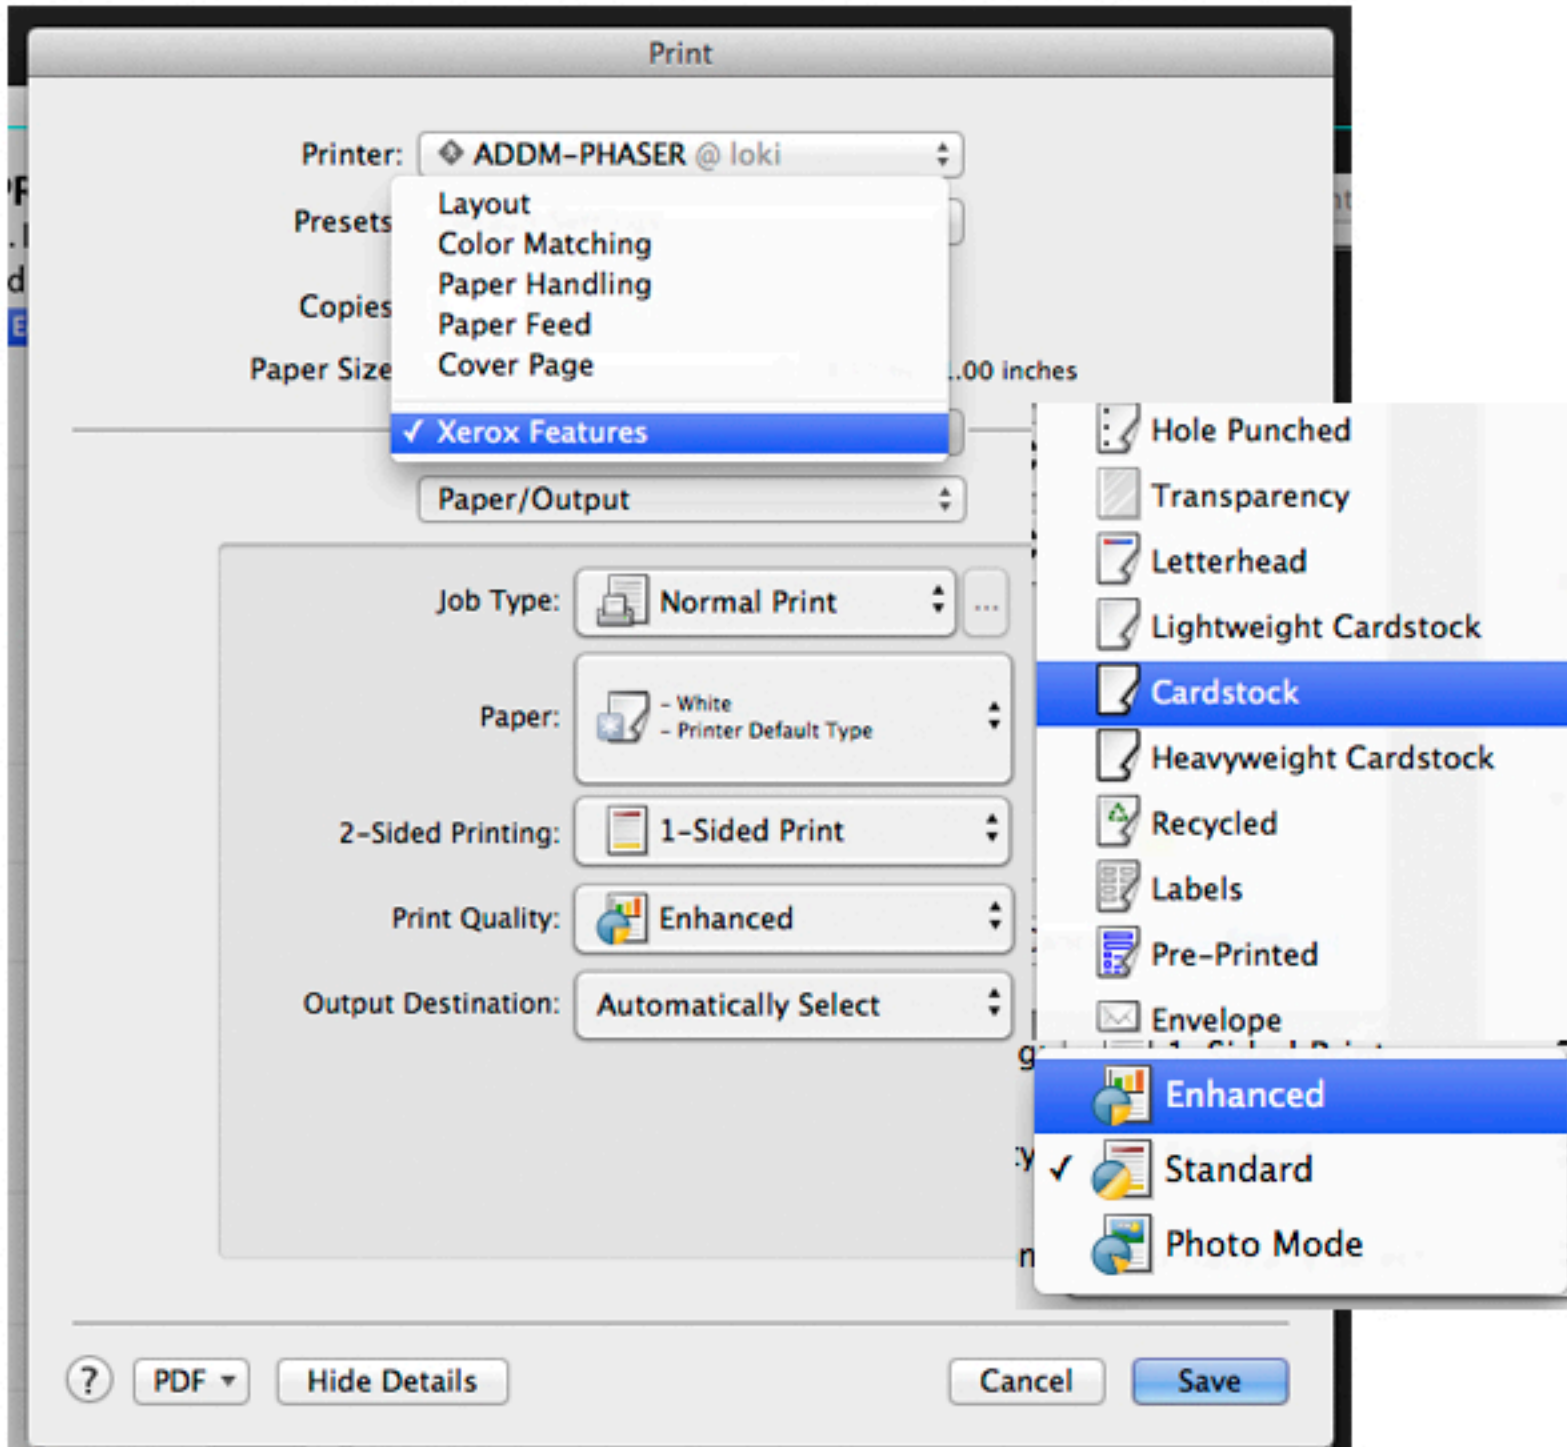 Print
Printer: ADDM-PHASER @ loki
Presets
Copies
Paper Size
.00 inches
Layout
Color Matching
Paper Handling
Paper Feed
Cover Page
✓ Xerox Features
Paper/Output
Job Type: Normal Print ...
Paper: - White
- Printer Default Type
2-Sided Printing: 1-Sided Print
Print Quality: Enhanced
Output Destination: Automatically Select
Hole Punched
Transparency
Letterhead
Lightweight Cardstock
Cardstock
Heavyweight Cardstock
Recycled
Labels
Pre-Printed
Envelope
Enhanced
✓ Standard
Photo Mode
? PDF Hide Details Cancel Save